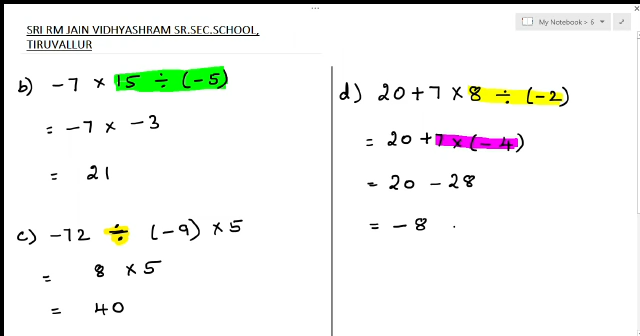 SRI RM JAIN VIDHYASHRAM SR.SEC.SCHOOL,
TIRUVALLUR
My Notebook > 6
b) -7 × 15 ÷ (-5)
= -7 × -3
= 21
c) -72 ÷ (-9) × 5
= 8 × 5
= 40
d) 20 + 7 × 8 ÷ (-2)
= 20 + 7 × (-4)
= 20 - 28
= - 8